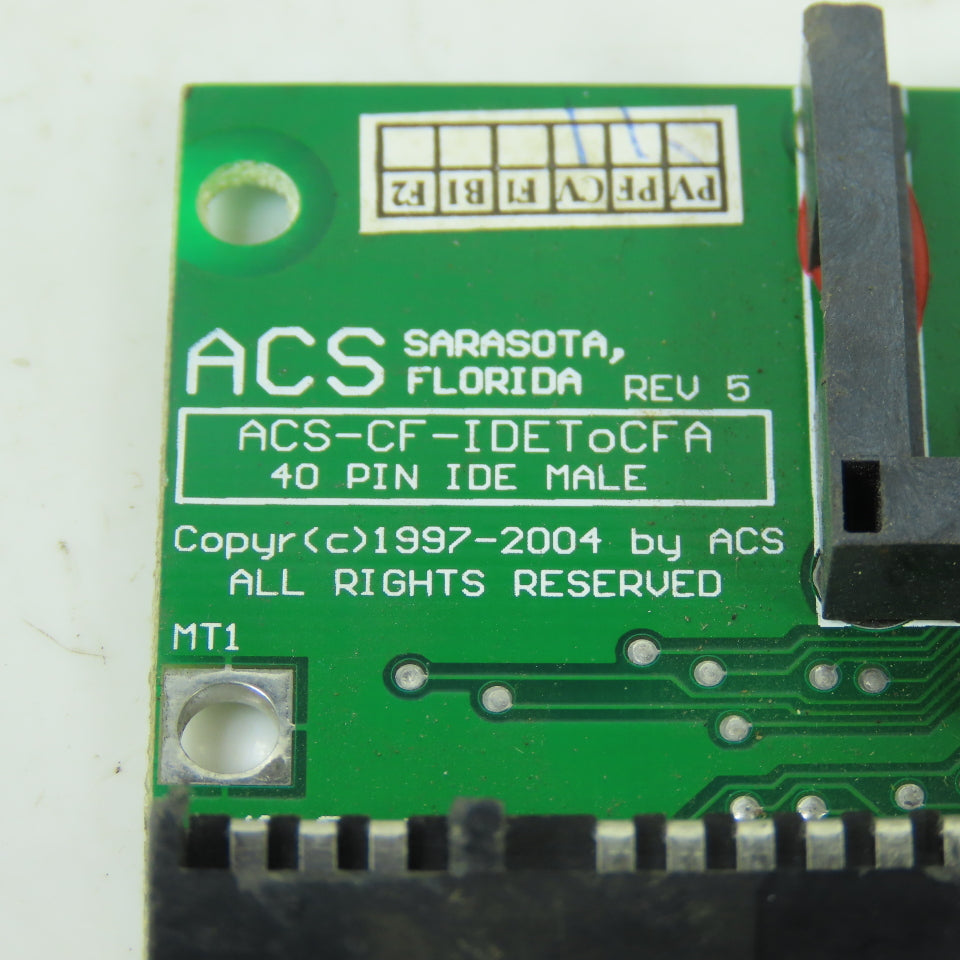 F2 B1 F1 CV PF PV
ACS SARASOTA,
FLORIDA REV 5
ACS-CF-IDEToCFA
40 PIN IDE MALE
Copyr(c)1997-2004 by ACS
ALL RIGHTS RESERVED
MT1